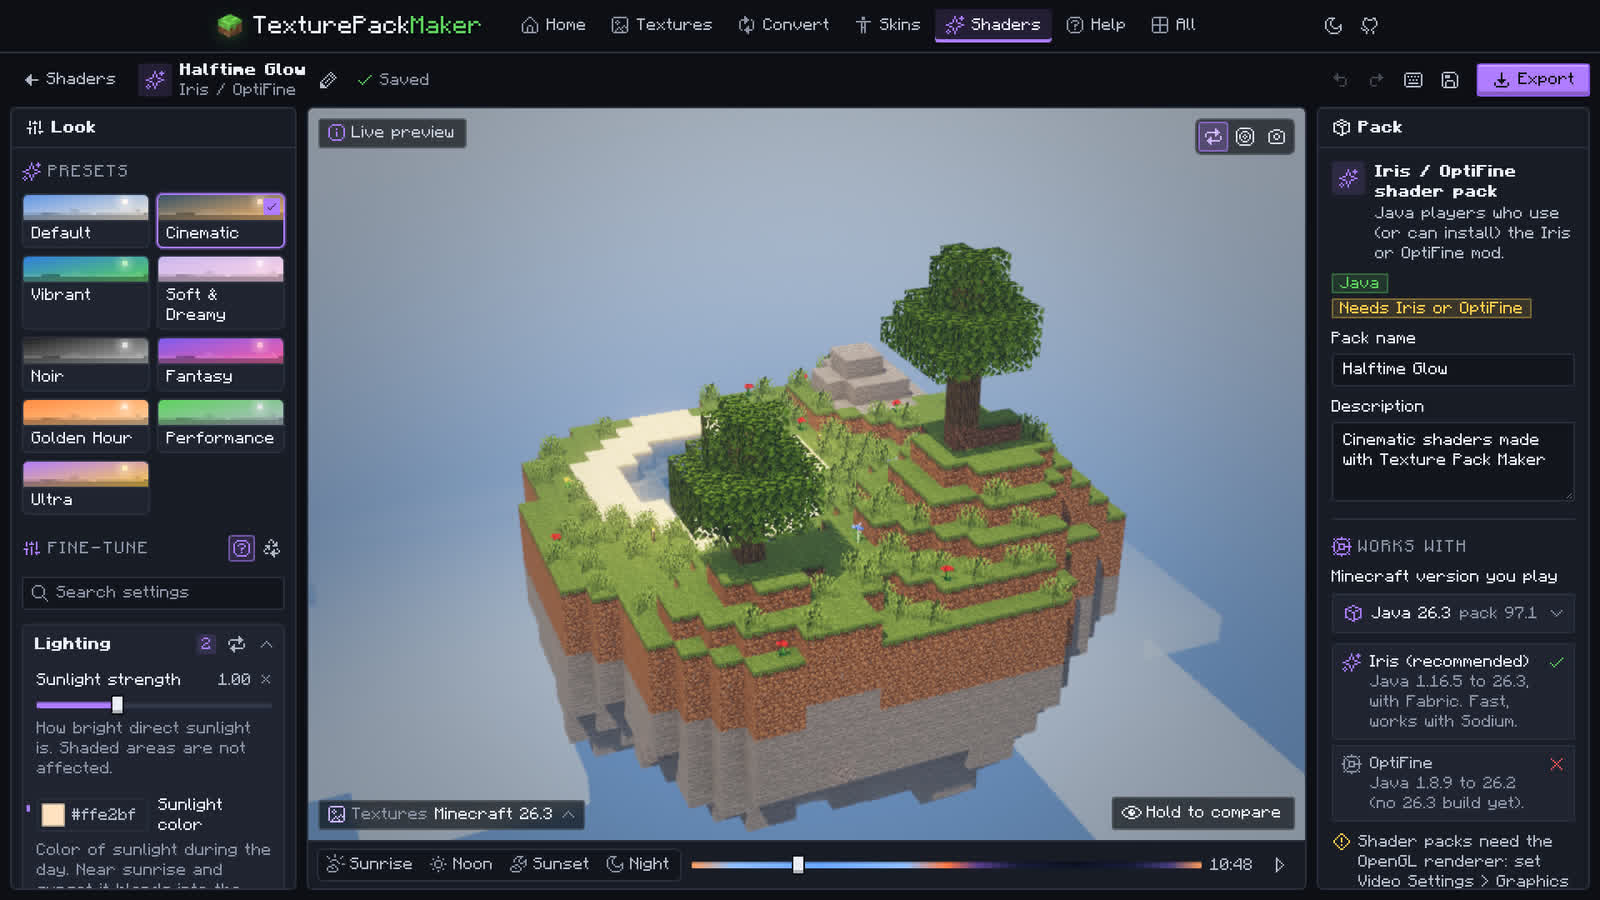 TexturePackMaker
Home
Textures
Convert
Skins
Shaders
Help
All
Shaders
Halftime Glow
Iris / OptiFine
Saved
Export
Look
PRESETS
Default
Cinematic
Vibrant
Soft &
Dreamy
Noir
Fantasy
Golden Hour
Performance
Ultra
FINE-TUNE
Search settings
Lighting
2
Sunlight strength
1.00
How bright direct sunlight
is. Shaded areas are not
affected.
#ffe2bf
Sunlight
color
Color of sunlight during the
day. Near sunrise and
sunset it blends into the
Live preview
Textures Minecraft 26.3
Hold to compare
Sunrise
Noon
Sunset
Night
10:48
Pack
Iris / OptiFine
shader pack
Java players who use
(or can install) the Iris
or OptiFine mod.
Java
Needs Iris or OptiFine
Pack name
Halftime Glow
Description
Cinematic shaders made
with Texture Pack Maker
WORKS WITH
Minecraft version you play
Java 26.3 pack 97.1
Iris (recommended)
Java 1.16.5 to 26.3,
with Fabric. Fast,
works with Sodium.
OptiFine
Java 1.8.9 to 26.2
(no 26.3 build yet).
Shader packs need the
OpenGL renderer: set
Video Settings > Graphics